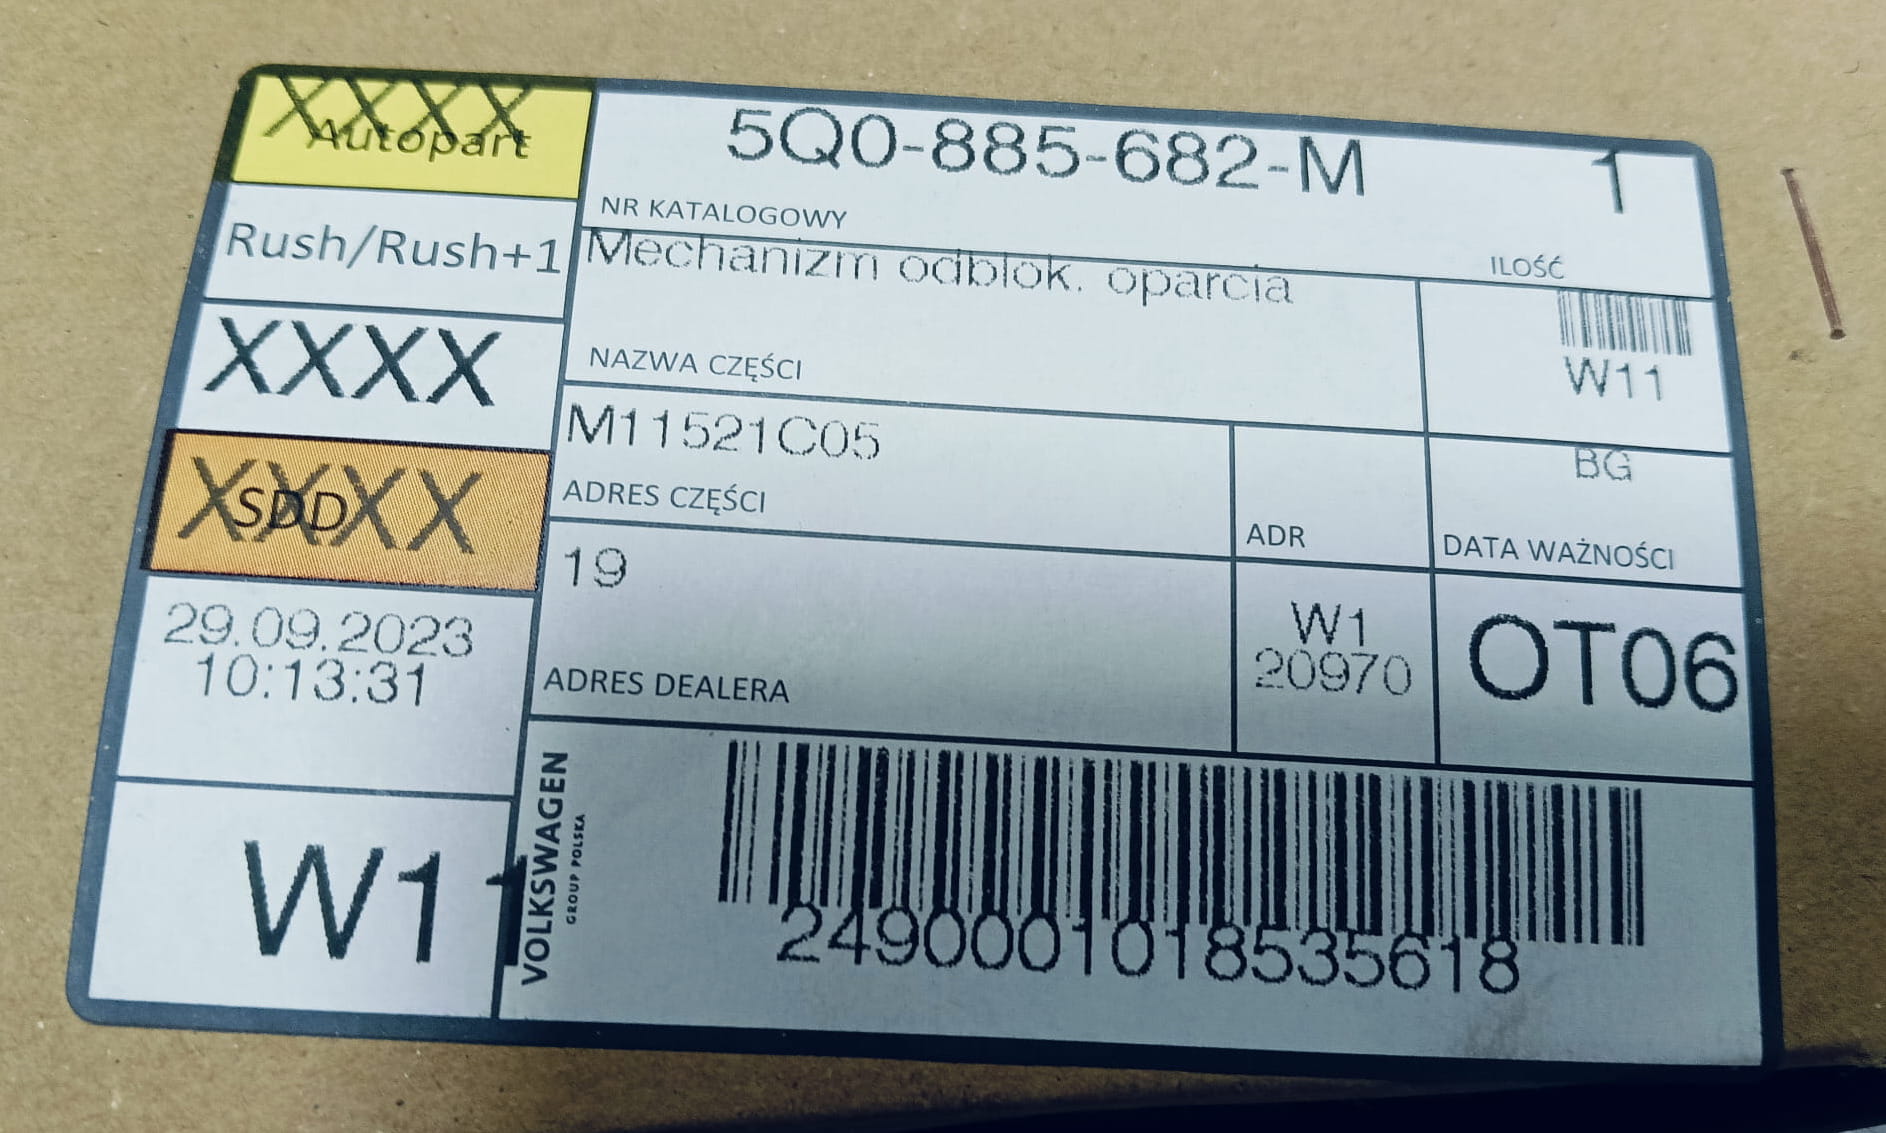 XXXX
Autopart
Rush/Rush+1
XXXX
XXXX
SDD
29.09.2023
10:13:31
W11
5Q0-885-682-M
NR KATALOGOWY
1
ILOŚĆ
Mechanizm odblok. oparcia
NAZWA CZĘŚCI
W11
M11521C05
ADRES CZĘŚCI
ADR
BG
DATA WAŻNOŚCI
19
ADRES DEALERA
W1
20970
OT06
VOLKSWAGEN
GROUP POLSKA
2490001018535618